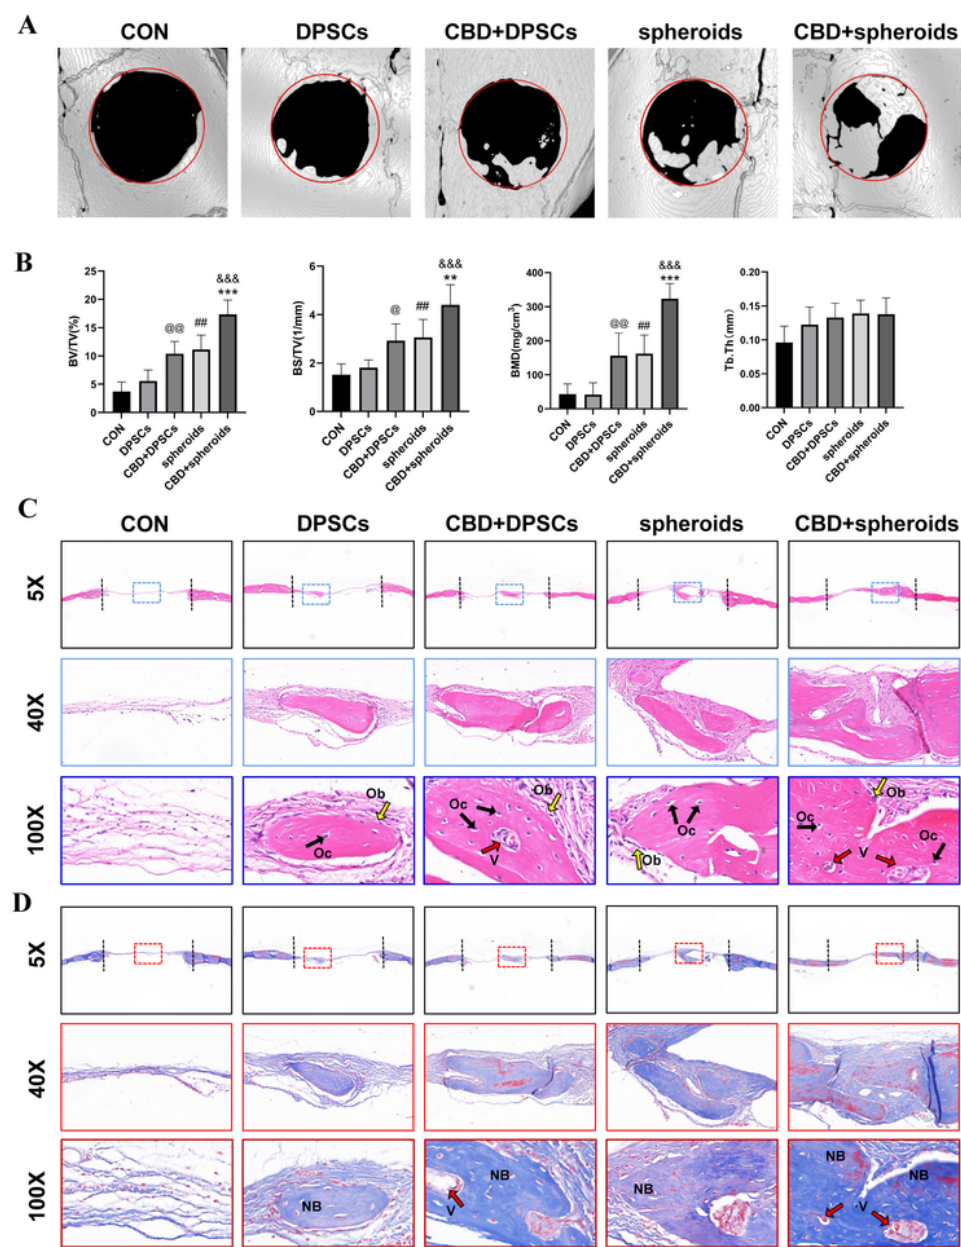 A
CON DPSCs CBD+DPSCs spheroids CBD+spheroids
B
BV/TV(%)
25
20
15
10
5
0
@@
##
&&&
***
CON
DPSCs
CBD+DPSCs
spheroids
CBD+spheroids
BS/TV(1/mm)
6
4
2
0
@
##
&&&
**
CON
DPSCs
CBD+DPSCs
spheroids
CBD+spheroids
BMD(mg/cm³)
400
300
200
100
0
@@
##
&&&
***
CON
DPSCs
CBD+DPSCs
spheroids
CBD+spheroids
Tb.Th(mm)
0.20
0.15
0.10
0.05
0.00
CON
DPSCs
CBD+DPSCs
spheroids
CBD+spheroids
C
CON DPSCs CBD+DPSCs spheroids CBD+spheroids
5X
40X
100X
Ob
Oc
Ob
Oc
V
Oc
Ob
Ob
Oc
V
Oc
D
5X
40X
100X
NB
NB
V
NB
NB
NB
V